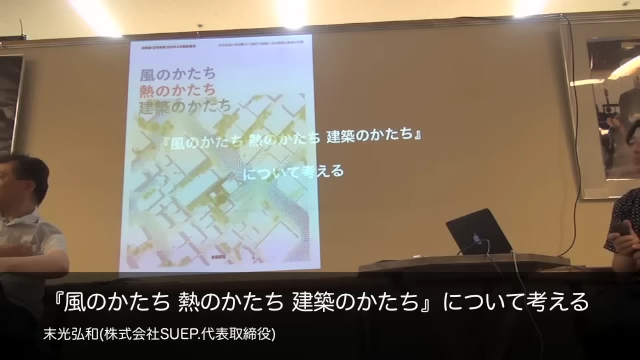 風のかたち
熱のかたち
建築のかたち
『風のかたち 熱のかたち 建築のかたち』
について考える
『風のかたち 熱のかたち 建築のかたち』について考える
末光弘和(株式会社SUEP.代表取締役)